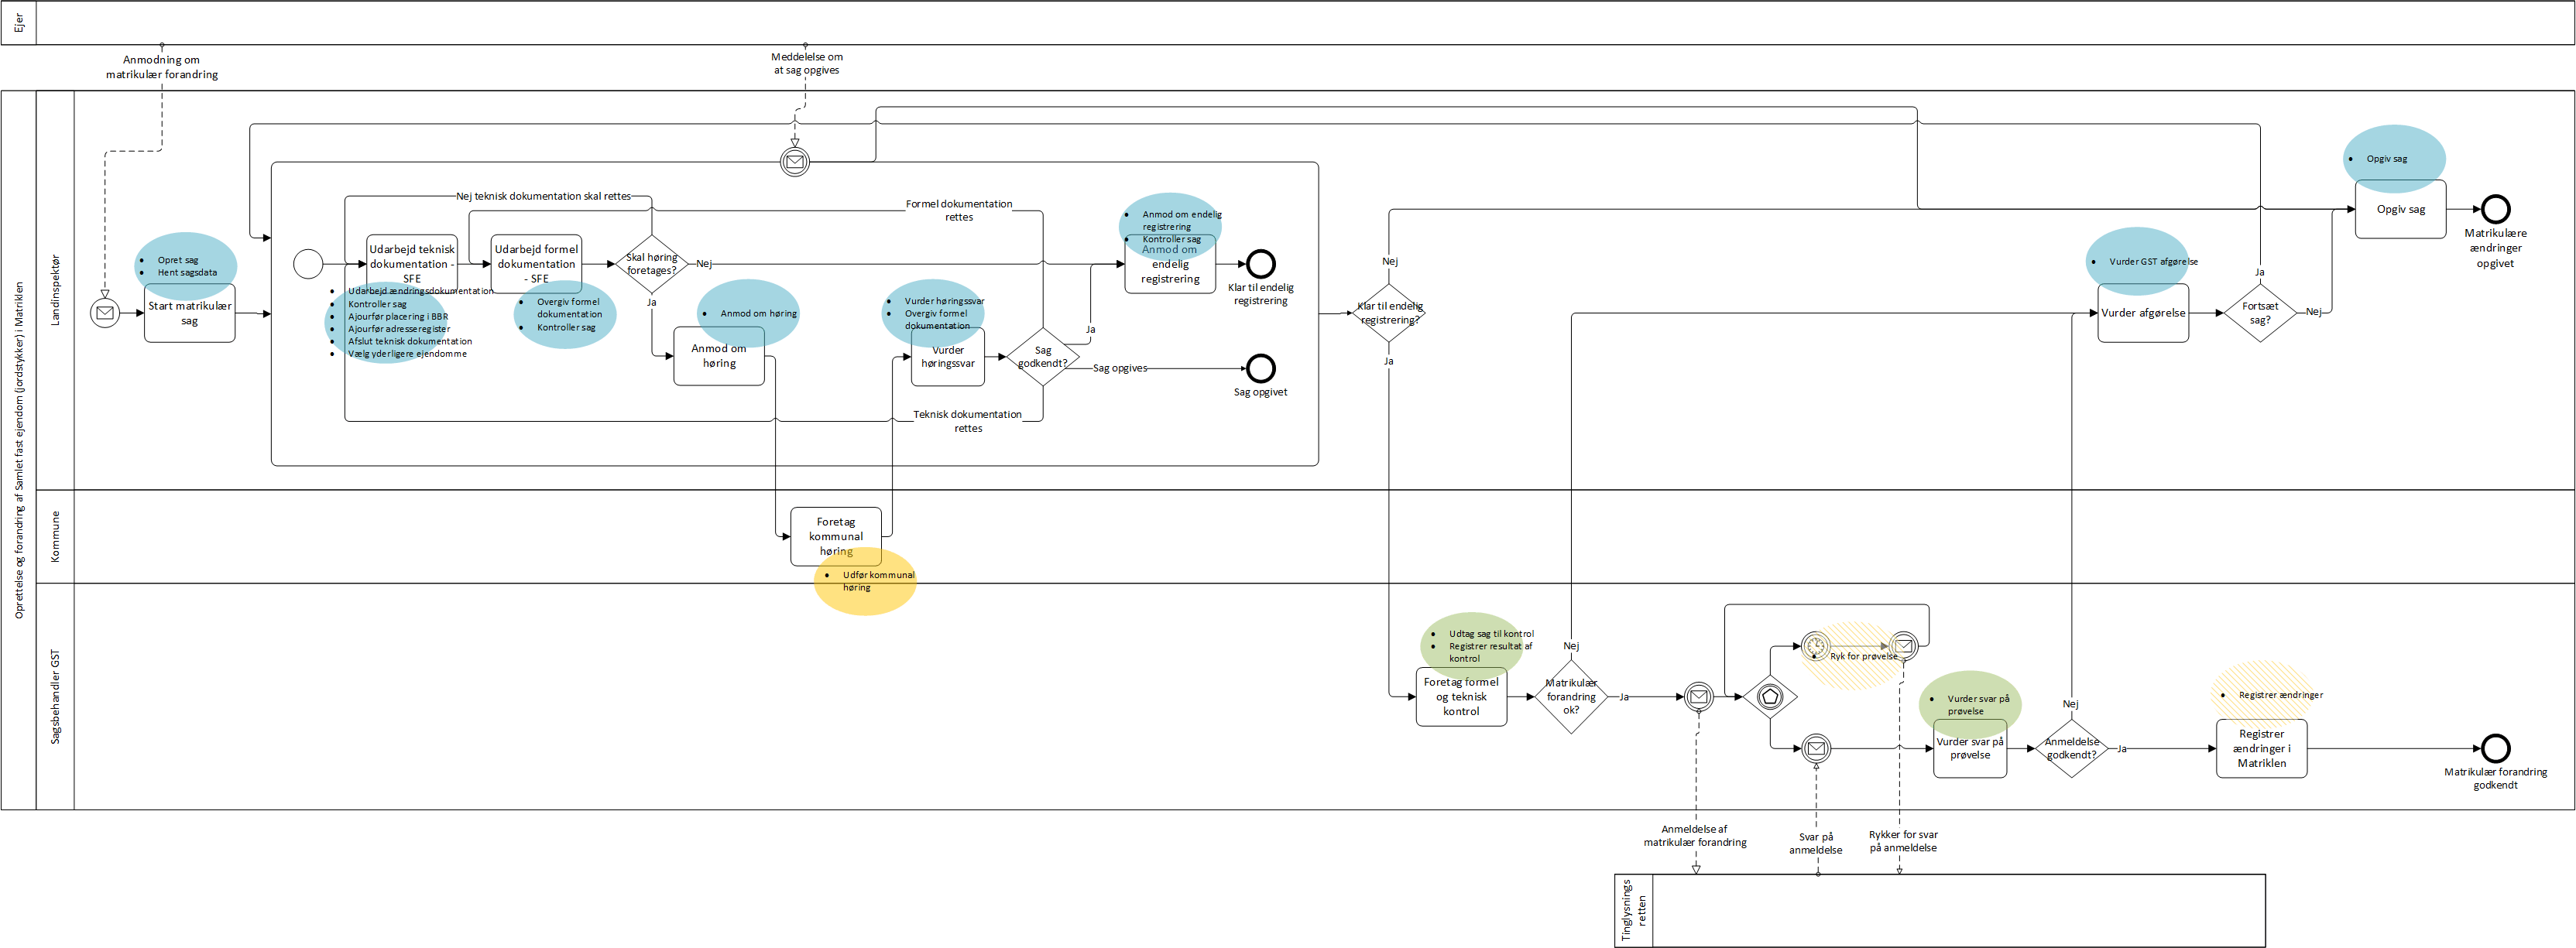 Ejer
Anmodning om
matrikulær forandring
Meddelelse om
at sag opgives
Oprettelse og forandring af Samlet fast ejendom (jordstykker) i Matriklen
Landinspektør
Opret sag
Hent sagsdata
Start matrikulær
sag
Nej teknisk dokumentation skal rettes
Formel dokumentation
rettes
Udarbejd teknisk
dokumentation -
SFE
Udarbejd ændringsdokumentation
Kontroller sag
Ajourfør placering i BBR
Ajourfør adresseregister
Afslut teknisk dokumentation
Vælg yderligere ejendomme
Udarbejd formel
dokumentation
- SFE
Overgiv formel
dokumentation
Kontroller sag
Skal høring
foretages?
Nej
Ja
Anmod om høring
Anmod om
høring
Vurder høringssvar
Overgiv formel
dokumentation
Vurder
høringssvar
Sag
godkendt?
Ja
Sag opgives
Teknisk dokumentation
rettes
Anmod om endelig
registrering
Kontroller sag
Anmod om
endelig
registrering
Klar til endelig
registrering
Sag opgivet
Nej
Klar til endelig
registrering?
Ja
Vurder GST afgørelse
Vurder afgørelse
Ja
Fortsæt
sag?
Nej
Opgiv sag
Opgiv sag
Matrikulære
ændringer
opgivet
Kommune
Foretag
kommunal
høring
Udfør kommunal
høring
Sagsbehandler GST
Udtag sag til kontrol
Registrer resultat af
kontrol
Foretag formel
og teknisk
kontrol
Nej
Matrikulær
forandring
ok?
Ja
Ryk for prøvelse
Vurder svar på
prøvelse
Vurder svar på
prøvelse
Nej
Anmeldelse
godkendt?
Ja
Registrer ændringer
Registrer
ændringer i
Matriklen
Matrikulær forandring
godkendt
Anmeldelse af
matrikulær forandring
Svar på
anmeldelse
Rykker for svar
på anmeldelse
Tinglysnings
retten